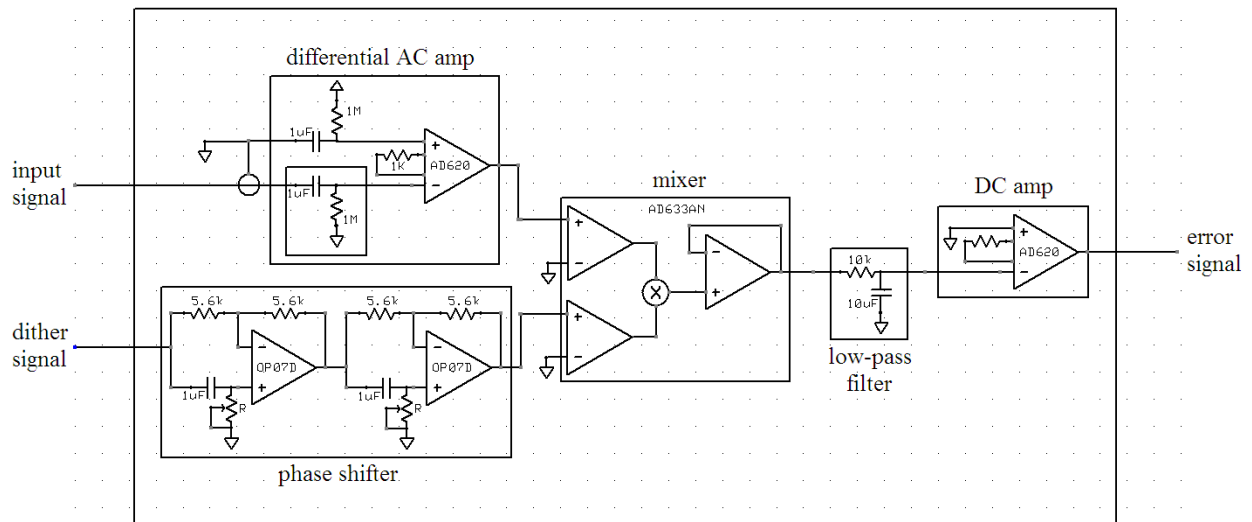 differential AC amp
1M
1uF
AD620
1K
input
signal
1uF
1M
mixer
AD633AN
DC amp
AD620
error
signal
10k
10uF
low-pass
filter
5.6k
5.6k
5.6k
5.6k
dither
signal
OP07D
OP07D
1uF
R
1uF
R
phase shifter